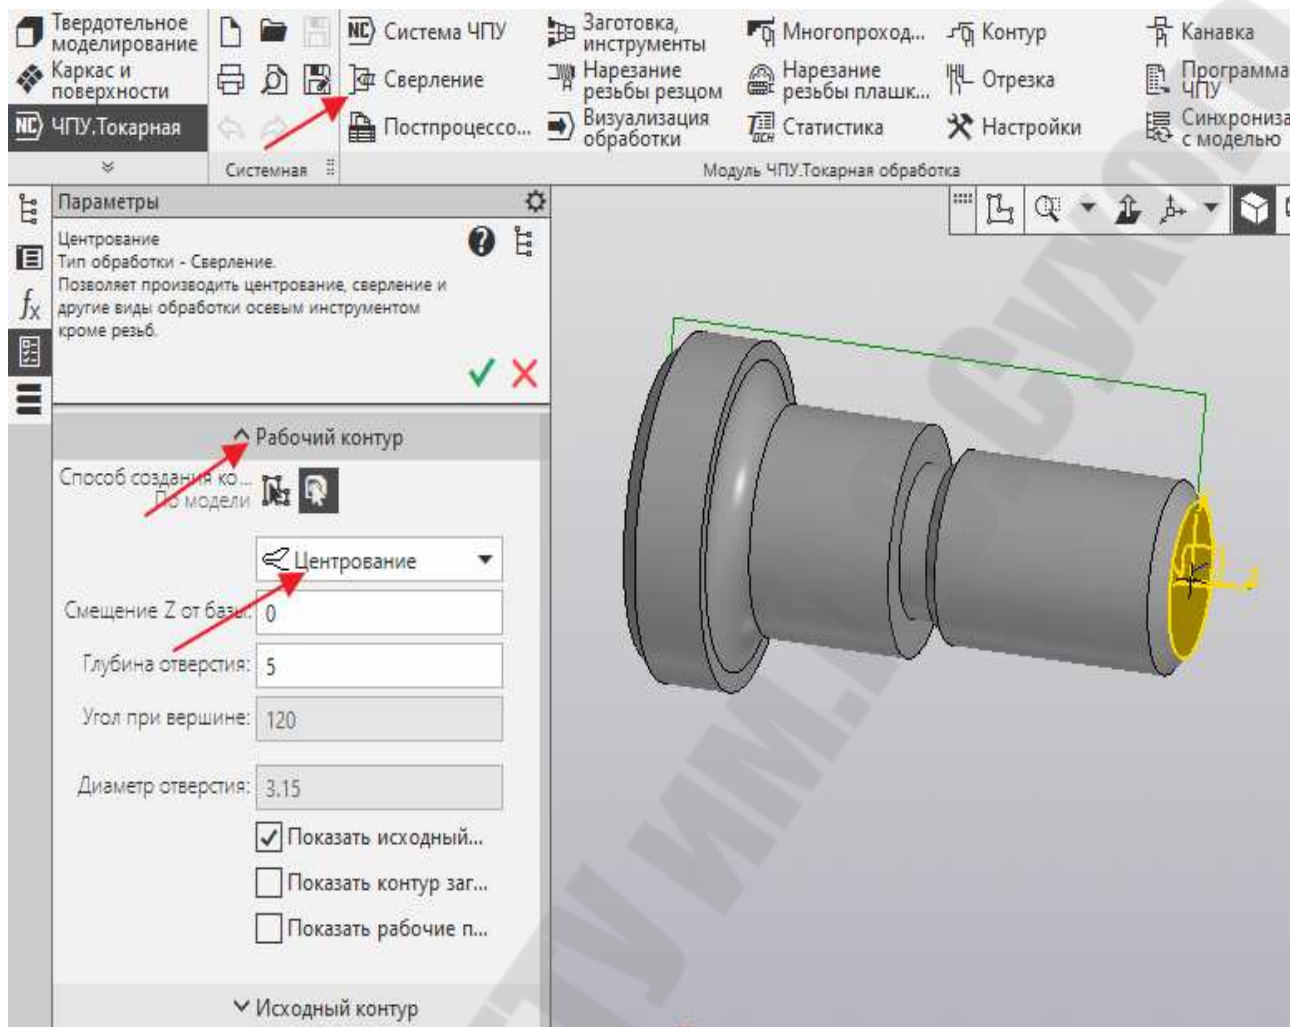 Твердотельное
моделирование
Каркас и
поверхности
NC ЧПУ.Токарная
Системная
NC Система ЧПУ
Сверление
Постпроцессо...
Заготовка,
инструменты
Нарезание
резьбы резцом
Визуализация
обработки
Многопроход...
Нарезание
резьбы плашк...
Статистика
Контур
Отрезка
Настройки
Канавка
Программа
ЧПУ
Синхрониза
с моделью
Модуль ЧПУ.Токарная обработка
Параметры
Центрование
Тип обработки - Сверление.
Позволяет производить центрование, сверление и
другие виды обработки осевым инструментом
кроме резьб.
Рабочий контур
Способ создания ко...
По модели
Центрование
Смещение Z от базы: 0
Глубина отверстия: 5
Угол при вершине: 120
Диаметр отверстия: 3.15
Показать исходный...
Показать контур заг...
Показать рабочие п...
Исходный контур